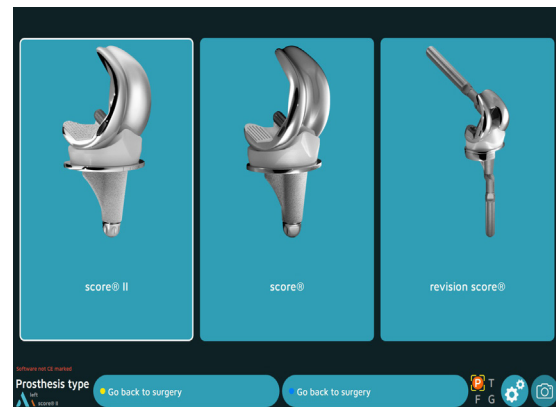 score® II
score®
revision score®
Software not CE marked
Prosthesis type
left
score® II
Go back to surgery
Go back to surgery
P T
F G